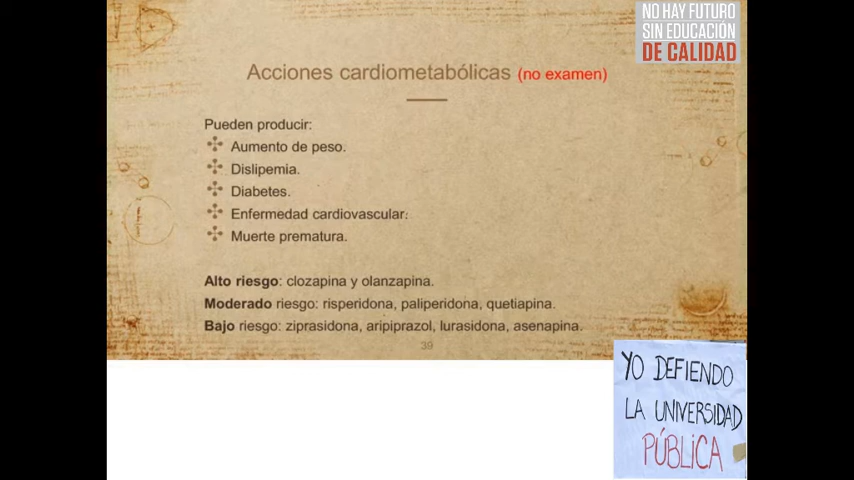 NO HAY FUTURO
SIN EDUCACIÓN
DE CALIDAD
Acciones cardiometabólicas (no examen)
Pueden producir:
Aumento de peso.
Dislipemia.
Diabetes.
Enfermedad cardiovascular.
Muerte prematura.
Alto riesgo: clozapina y olanzapina.
Moderado riesgo: risperidona, paliperidona, quetiapina.
Bajo riesgo: ziprasidona, aripiprazol, lurasidona, asenapina.
39
YO DEFIENDO
LA UNIVERSIDAD
PÚBLICA